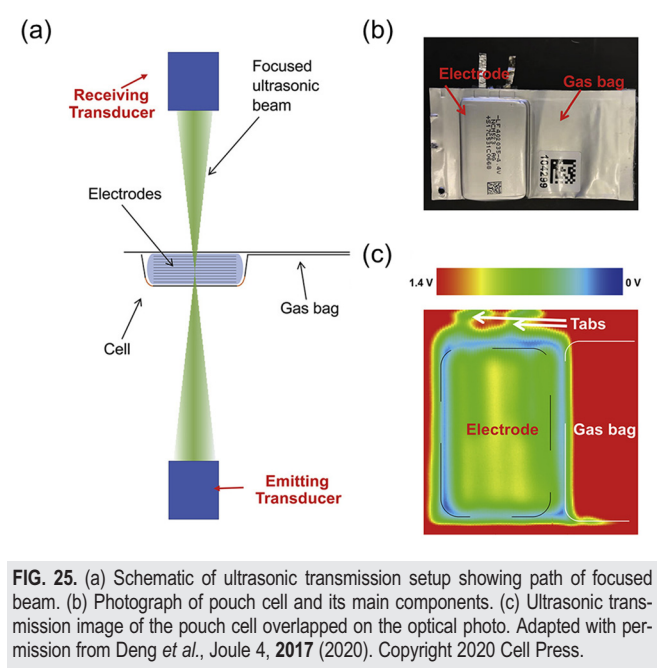 (a)
Receiving
Transducer
Focused
ultrasonic
beam
Electrodes
Cell
Gas bag
Emitting
Transducer
(b)
Electrode
Gas bag
104299
(c)
1.4 V
0 V
Tabs
Electrode
Gas bag
FIG. 25. (a) Schematic of ultrasonic transmission setup showing path of focused
beam. (b) Photograph of pouch cell and its main components. (c) Ultrasonic trans-
mission image of the pouch cell overlapped on the optical photo. Adapted with per-
mission from Deng et al., Joule 4, 2017 (2020). Copyright 2020 Cell Press.